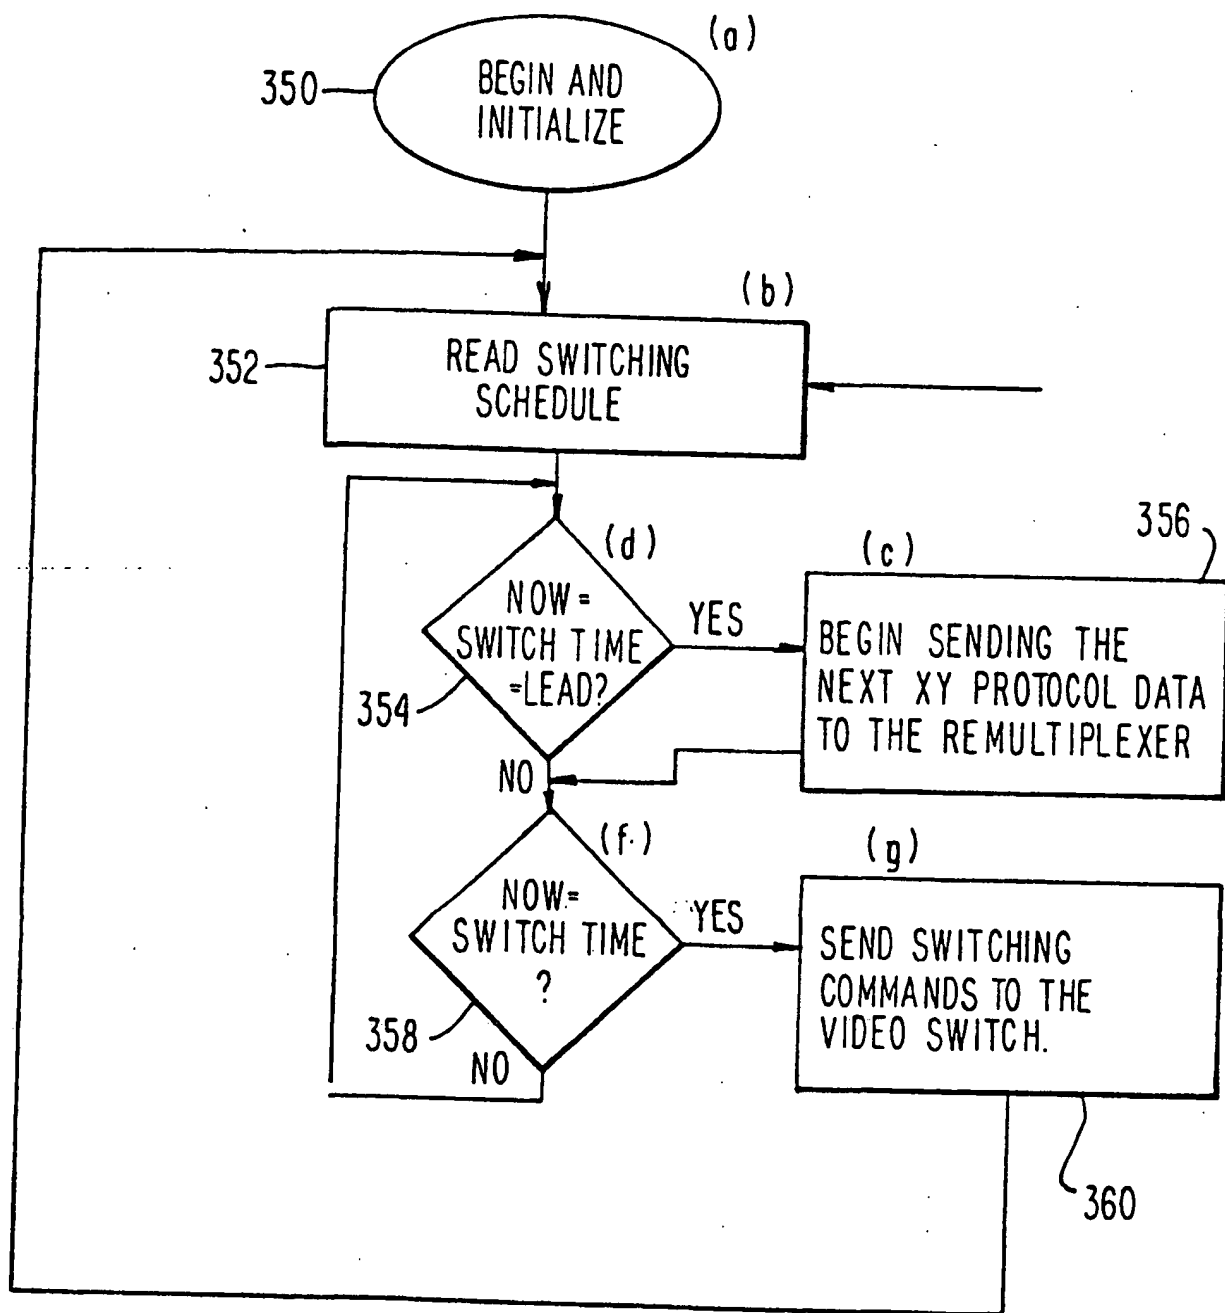 (a)
350
BEGIN AND
INITIALIZE
(b)
352
READ SWITCHING
SCHEDULE
(d)
NOW=
SWITCH TIME
=LEAD?
354
YES
NO
356
(c)
BEGIN SENDING THE
NEXT XY PROTOCOL DATA
TO THE REMULTIPLEXER
(f)
NOW=
SWITCH TIME
?
358
YES
NO
(g)
SEND SWITCHING
COMMANDS TO THE
VIDEO SWITCH.
360